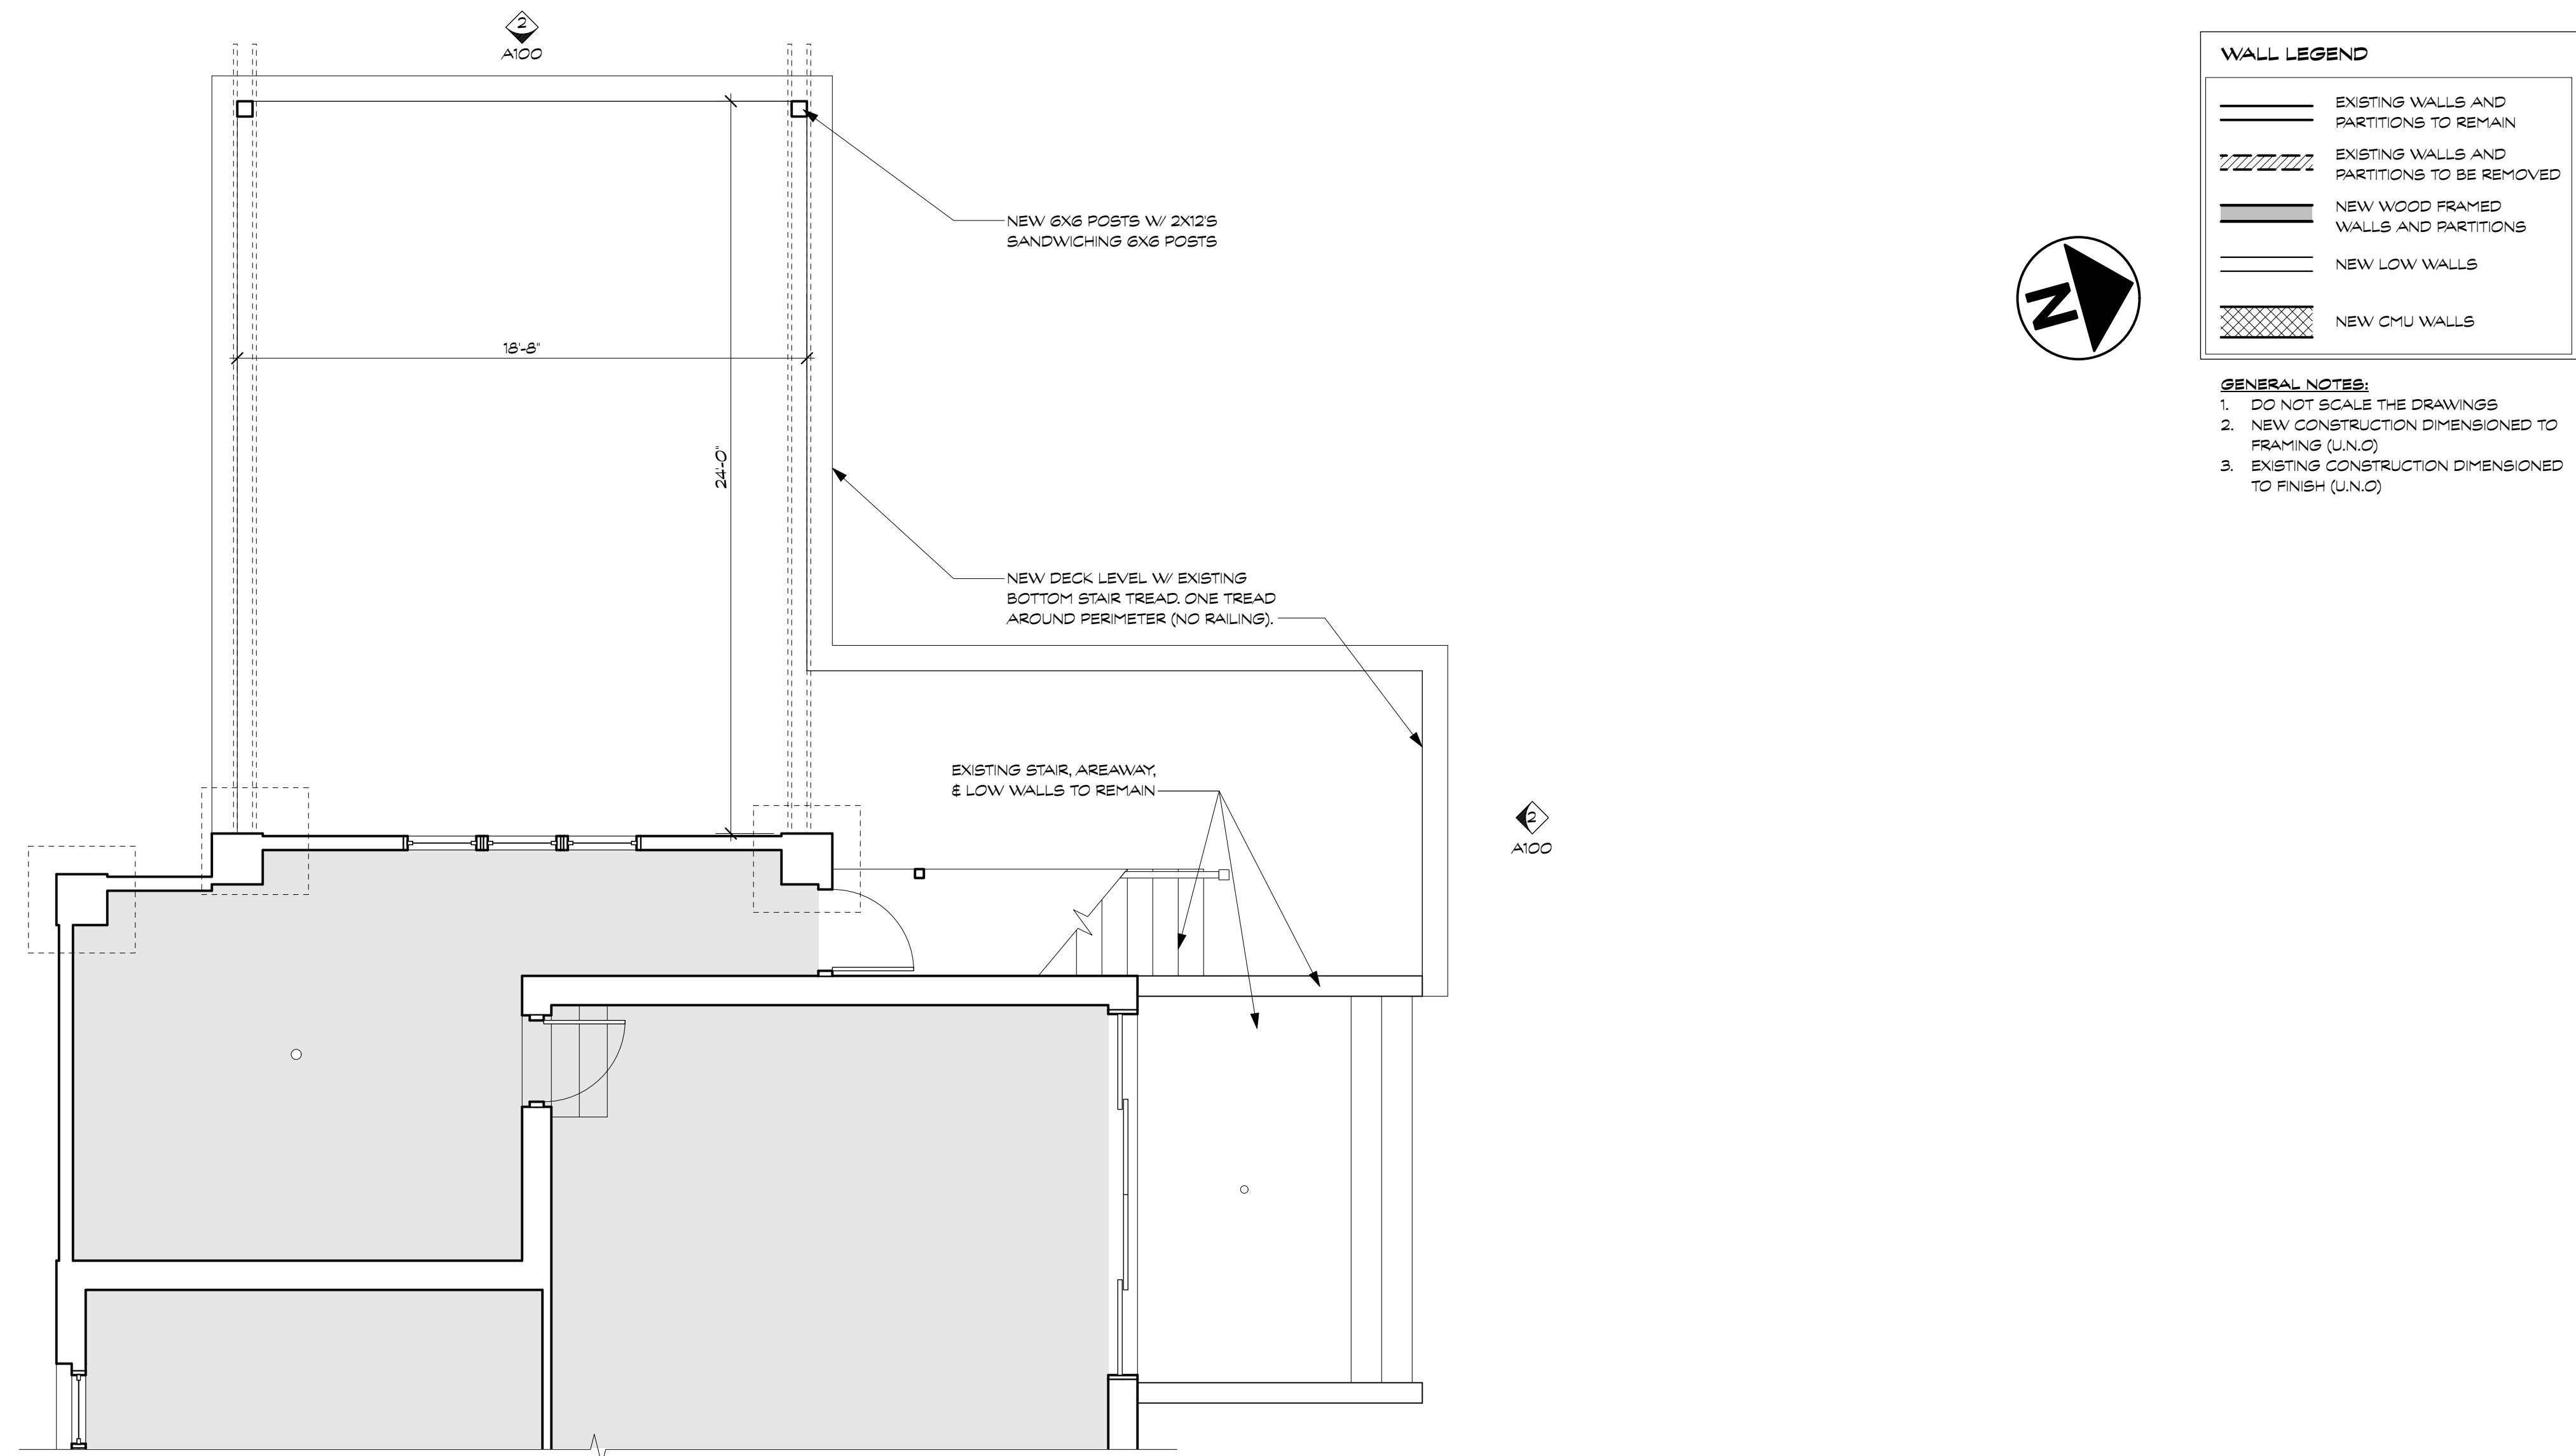 2
A100
NEW 6X6 POSTS W/ 2X12'S
SANDWICHING 6X6 POSTS
18'-8"
24'-0"
NEW DECK LEVEL W/ EXISTING
BOTTOM STAIR TREAD. ONE TREAD
AROUND PERIMETER (NO RAILING).
EXISTING STAIR, AREAWAY,
& LOW WALLS TO REMAIN
2
A100
N
WALL LEGEND
EXISTING WALLS AND
PARTITIONS TO REMAIN
EXISTING WALLS AND
PARTITIONS TO BE REMOVED
NEW WOOD FRAMED
WALLS AND PARTITIONS
NEW LOW WALLS
NEW CMU WALLS
GENERAL NOTES:
1. DO NOT SCALE THE DRAWINGS
2. NEW CONSTRUCTION DIMENSIONED TO
FRAMING (U.N.O)
3. EXISTING CONSTRUCTION DIMENSIONED
TO FINISH (U.N.O)